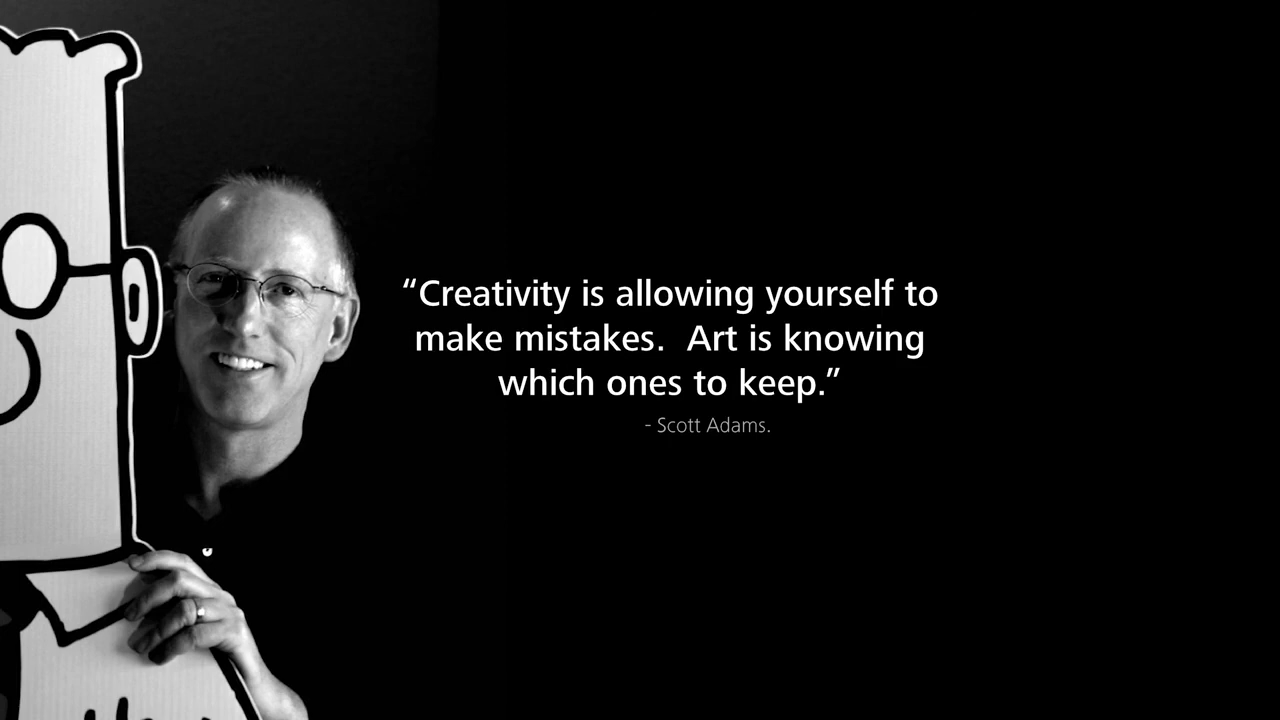 “Creativity is allowing yourself to
make mistakes.  Art is knowing
which ones to keep.”
- Scott Adams.